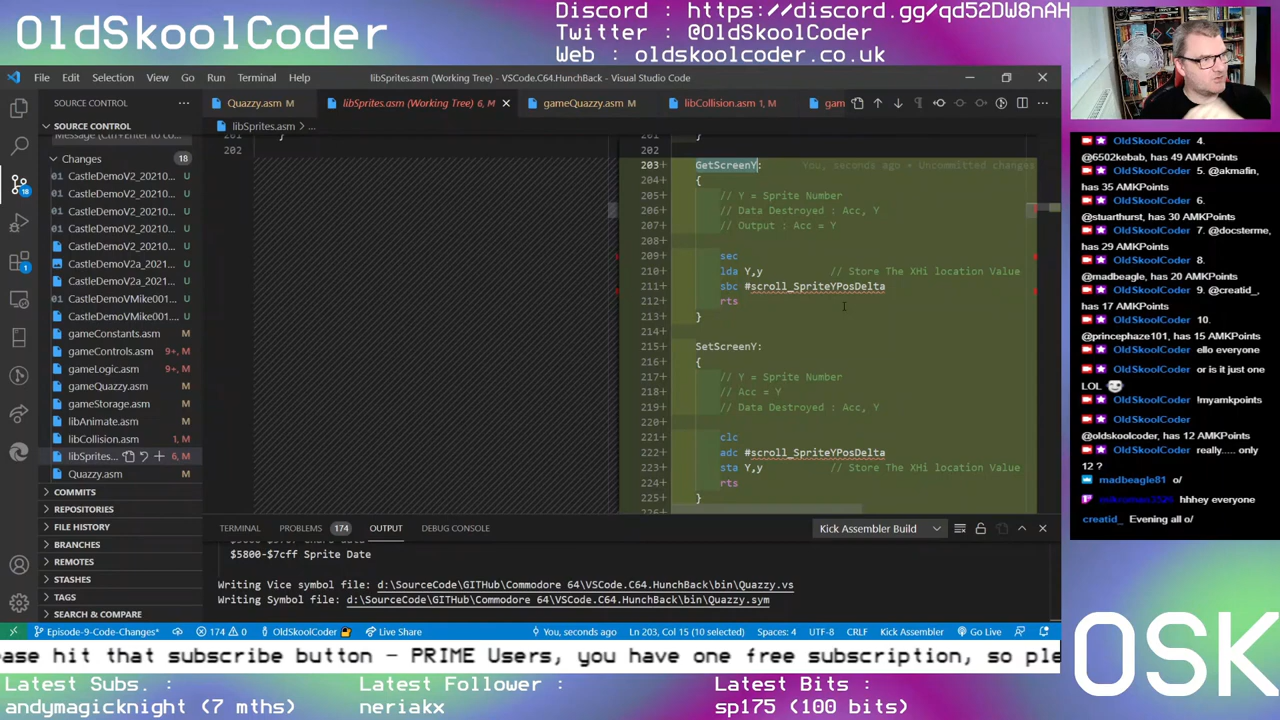 OldSkoolCoder
Discord : https://discord.gg/qd52DW8nAH
Twitter : @OldSkoolCoder
Web : oldskoolcoder.co.uk
File Edit Selection View Go Run Terminal Help
libSprites.asm (Working Tree) - VSCode.C64.HunchBack - Visual Studio Code
SOURCE CONTROL
Quazzy.asm M
libSprites.asm (Working Tree) 6, M
gameQuazzy.asm M
libCollision.asm 1, M
gam
SOURCE CONTROL
libSprites.asm > ...
Changes 18
CastleDemoV2_20210... U
CastleDemoV2_20210... U
CastleDemoV2_20210... U
CastleDemoV2_20210... U
CastleDemoV2_20210... U
CastleDemoV2_20210... U
CastleDemoV2a_2021... U
CastleDemoV2a_2021... U
CastleDemoVMike001... U
CastleDemoVMike001... U
gameConstants.asm M
gameControls.asm 9+, M
gameLogic.asm 9+, M
gameQuazzy.asm M
gameStorage.asm M
libAnimate.asm M
libCollision.asm 1, M
libSprites... 6, M
Quazzy.asm M
COMMITS
REPOSITORIES
FILE HISTORY
BRANCHES
REMOTES
STASHES
TAGS
SEARCH & COMPARE
201 }
202
201 }
202
203+ GetScreenY: You, seconds ago • Uncommitted changes
204+ {
205+ // Y = Sprite Number
206+ // Data Destroyed : Acc, Y
207+ // Output : Acc = Y
208+
209+ sec
210+ lda Y,y // Store The XHi location Value
211+ sbc #scroll_SpriteYPosDelta
212+ rts
213+ }
214+
215+ SetScreenY:
216+ {
217+ // Y = Sprite Number
218+ // Acc = Y
219+ // Data Destroyed : Acc, Y
220+
221+ clc
222+ adc #scroll_SpriteYPosDelta
223+ sta Y,y // Store The XHi location Value
224+ rts
225+ }
TERMINAL PROBLEMS 174 OUTPUT DEBUG CONSOLE
Kick Assembler Build
$5800-$7cff Sprite Date
Writing Vice symbol file: d:\SourceCode\GITHub\Commodore 64\VSCode.C64.HunchBack\bin\Quazzy.vs
Writing Symbol file: d:\SourceCode\GITHub\Commodore 64\VSCode.C64.HunchBack\bin\Quazzy.sym
Episode-9-Code-Changes* 174 0 OldSkoolCoder Live Share You, seconds ago Ln 203, Col 15 (10 selected) Spaces: 4 UTF-8 CRLF Kick Assembler Go Live
OldSkoolCoder 4.
@6502kebab, has 49 AMKPoints
OldSkoolCoder 5. @akmafin,
has 35 AMKPoints
OldSkoolCoder 6.
@stuarthurst, has 30 AMKPoints
OldSkoolCoder 7. @docsterme,
has 29 AMKPoints
OldSkoolCoder 8.
@madbeagle, has 20 AMKPoints
OldSkoolCoder 9. @creatid_,
has 17 AMKPoints
OldSkoolCoder 10.
@princephaze101, has 15 AMKPoints
OldSkoolCoder ello everyone
OldSkoolCoder or is it just one
LOL
OldSkoolCoder !myamkpoints
OldSkoolCoder
@oldskoolcoder, has 12 AMKPoints
OldSkoolCoder really..... only
12 ?
madbeagle81 o/
hhhey everyone
creatid_ Evening all o/
OSK
ease hit that subscribe button - PRIME Users, you have one free subscription, so ple
Latest Subs. :
andymagicknight (7 mths)
Latest Follower :
neriakx
Latest Bits :
sp175 (100 bits)